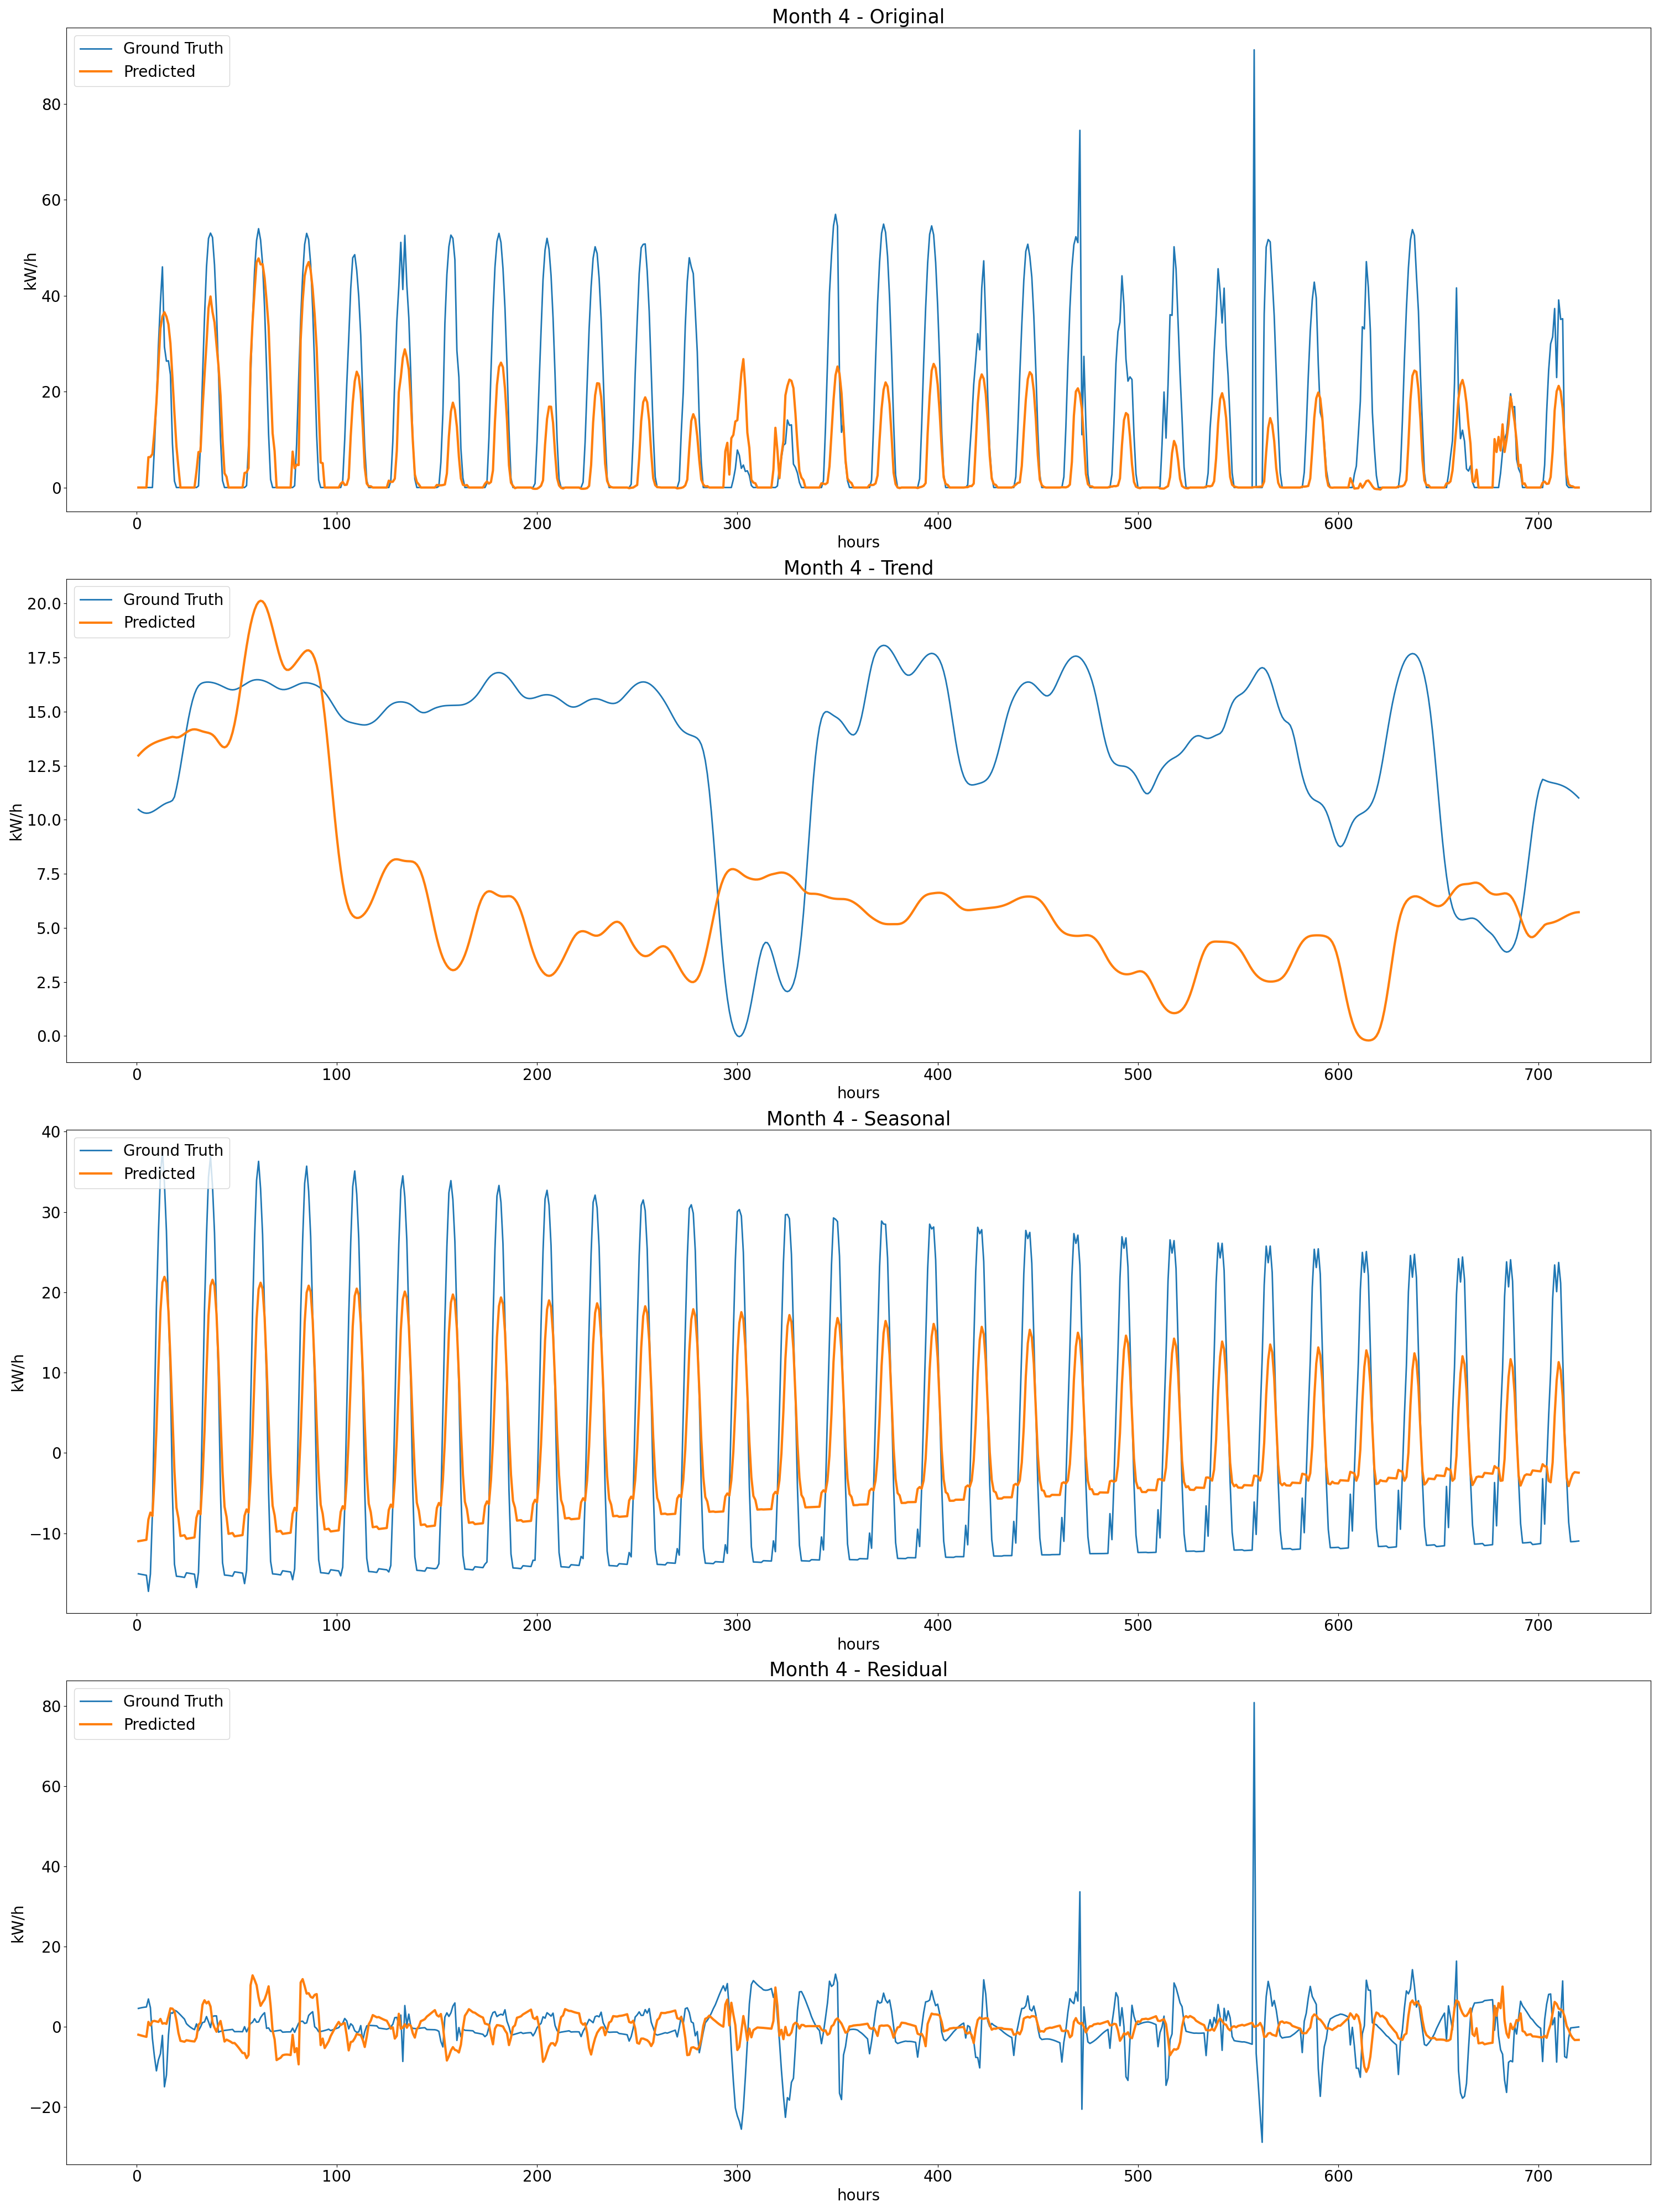 Month 4 - Original
Ground Truth
Predicted
kW/h
80
60
40
20
0
0 100 200 300 400 500 600 700
hours
Month 4 - Trend
Ground Truth
Predicted
kW/h
20.0
17.5
15.0
12.5
10.0
7.5
5.0
2.5
0.0
0 100 200 300 400 500 600 700
hours
Month 4 - Seasonal
Ground Truth
Predicted
kW/h
40
30
20
10
0
−10
0 100 200 300 400 500 600 700
hours
Month 4 - Residual
Ground Truth
Predicted
kW/h
80
60
40
20
0
−20
0 100 200 300 400 500 600 700
hours